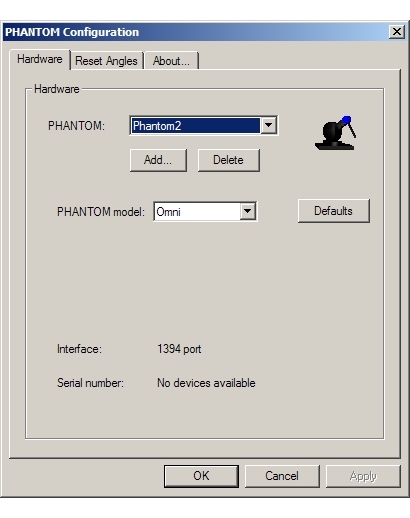 PHANTOM Configuration
Hardware Reset Angles About...
Hardware
PHANTOM: Phantom2
Add... Delete
PHANTOM model: Omni Defaults
Interface: 1394 port
Serial number: No devices available
OK Cancel Apply